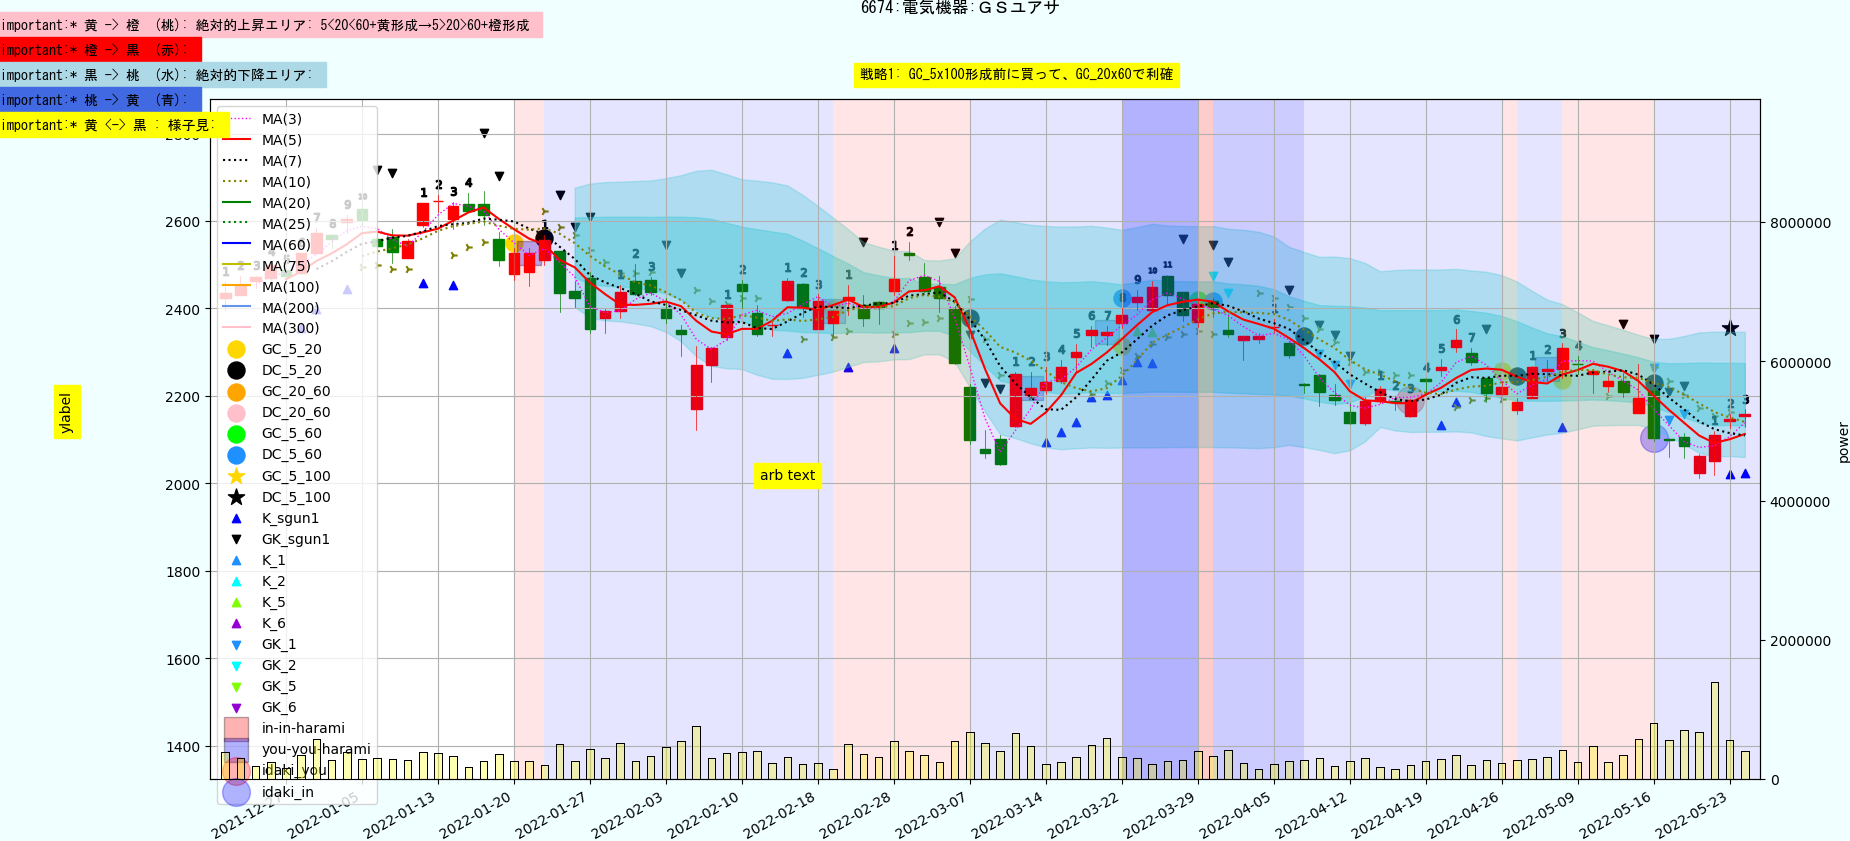 6674:電気機器:ＧＳユアサ
important:* 黄 -> 橙 (桃): 絶対的上昇エリア: 5<20<60+黄形成→5>20>60+橙形成
important:* 橙 -> 黒 (赤):
important:* 黒 -> 桃 (水): 絶対的下降エリア:
戦略1: GC_5x100形成前に買って、GC_20x60で利確
important:* 桃 -> 黄 (青):
important:* 黄 <-> 黒 : 様子見:
MA(3)
MA(5)
MA(7)
MA(10)
MA(20)
MA(25)
MA(60)
MA(75)
MA(100)
MA(200)
MA(300)
GC_5_20
DC_5_20
GC_20_60
DC_20_60
GC_5_60
DC_5_60
GC_5_100
DC_5_100
K_sgun1
GK_sgun1
K_1
K_2
K_5
K_6
GK_1
GK_2
GK_5
GK_6
in-in-harami
you-you-harami
idaki_you
idaki_in
2600
2400
2200
2000
1800
1600
1400
ylabel
arb text
8000000
6000000
4000000
2000000
0
power
2022-01-05
2022-01-13
2022-01-20
2022-01-27
2022-02-03
2022-02-10
2022-02-18
2022-02-28
2022-03-07
2022-03-14
2022-03-22
2022-03-29
2022-04-05
2022-04-12
2022-04-19
2022-04-26
2022-05-09
2022-05-16
2022-05-23